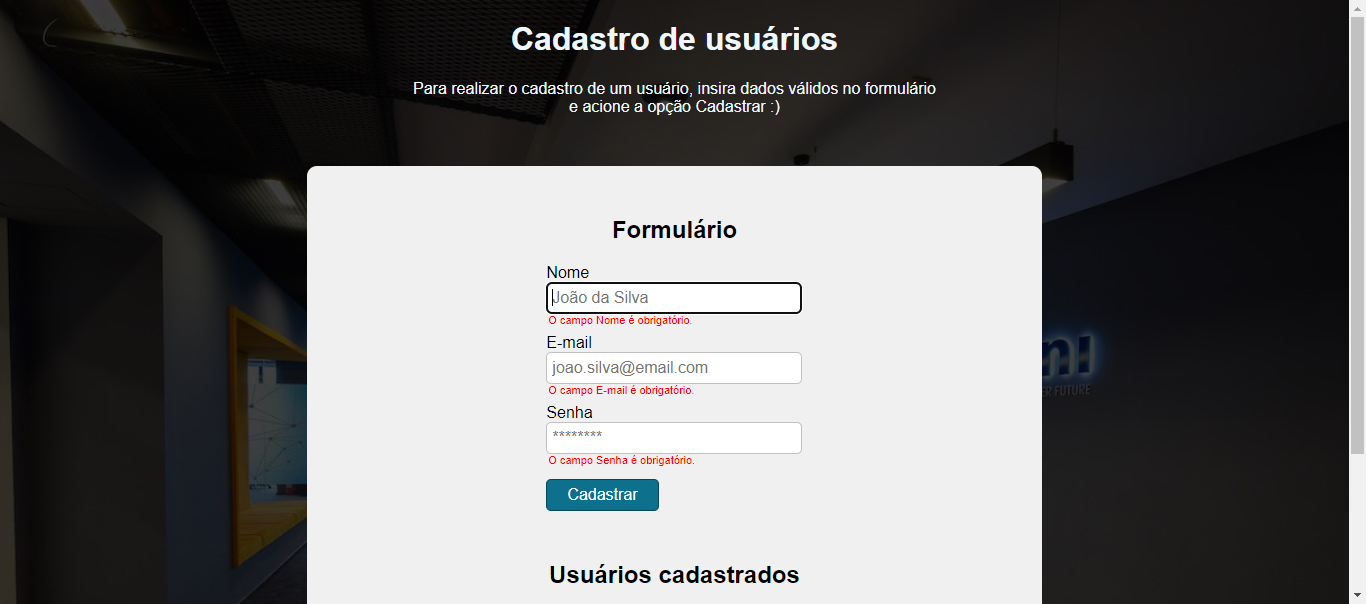 Cadastro de usuários
Para realizar o cadastro de um usuário, insira dados válidos no formulário
e acione a opção Cadastrar :)
Formulário
Nome
João da Silva
O campo Nome é obrigatório.
E-mail
joao.silva@email.com
O campo E-mail é obrigatório.
ER FUTURE
Senha
********
O campo Senha é obrigatório.
Cadastrar
Usuários cadastrados